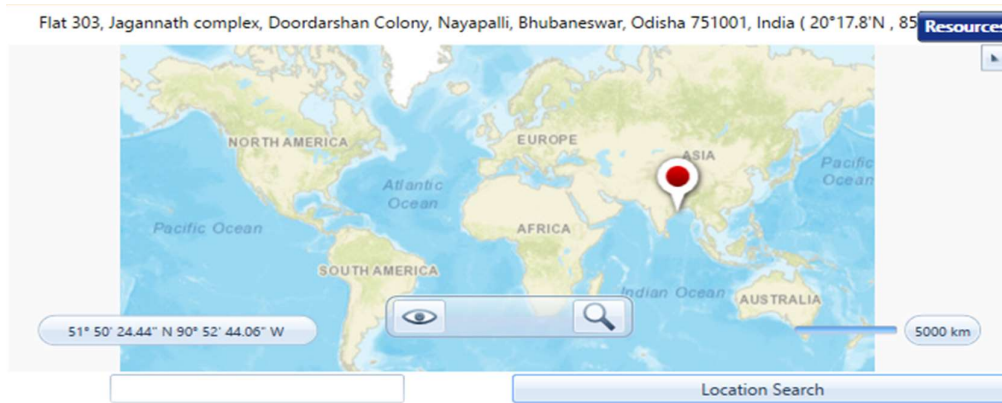 Flat 303, Jagannath complex, Doordarshan Colony, Nayapalli, Bhubaneswar, Odisha 751001, India ( 20°17.8'N , 85
Resources
NORTH AMERICA
EUROPE
ASIA
Pacific
Ocean
Atlantic
Ocean
Pacific Ocean
AFRICA
SOUTH AMERICA
Indian Ocean
AUSTRALIA
51° 50' 24.44" N 90° 52' 44.06" W
5000 km
Location Search